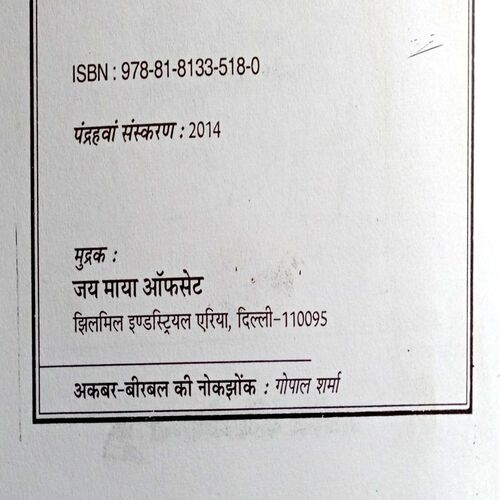 ISBN : 978-81-8133-518-0
पंद्रहवां संस्करण : 2014
मुद्रक :
जय माया ऑफसेट
झिलमिल इण्डस्ट्रियल एरिया, दिल्ली-110095
अकबर-बीरबल की नोकझोंक : गोपाल शर्मा